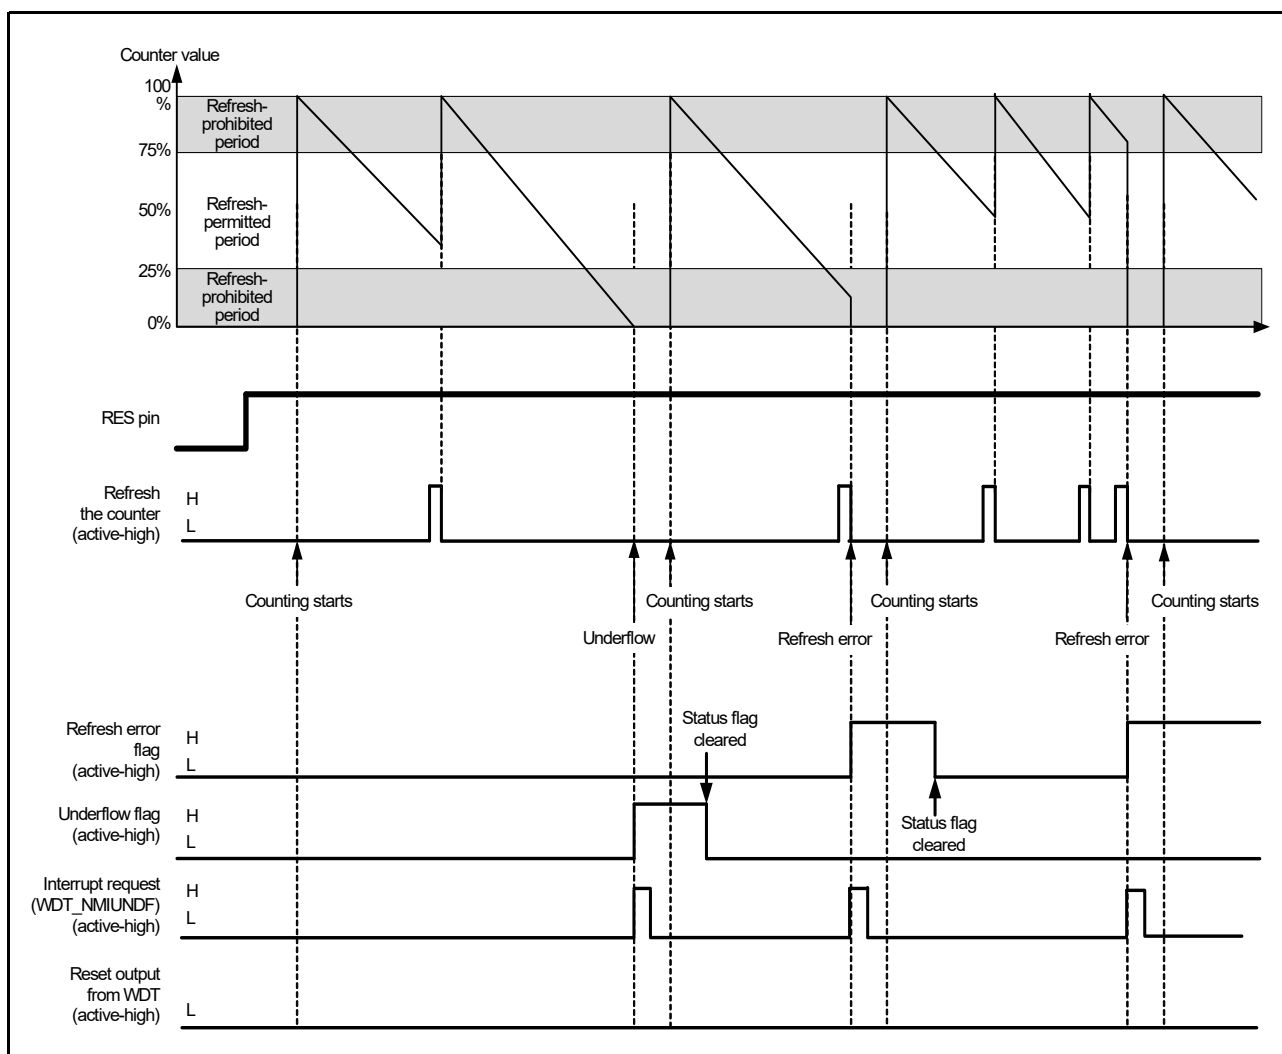 Counter value
100
%
Refresh-
prohibited
period
75%
50%
Refresh-
permitted
period
25%
Refresh-
prohibited
period
0%
RES pin
Refresh
the counter
(active-high)
H
L
Counting starts
Counting starts
Counting starts
Counting starts
Underflow
Refresh error
Refresh error
Status flag
cleared
Refresh error
flag
(active-high)
H
L
Underflow flag
(active-high)
H
L
Status flag
cleared
Interrupt request
(WDT_NMIUNDF)
(active-high)
H
L
Reset output
from WDT
(active-high)
L